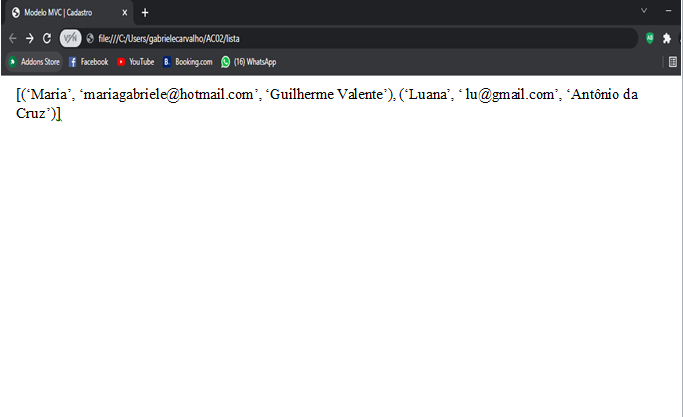 Modelo MVC | Cadastro
file:///C:/Users/gabrielecarvalho/AC02/lista
Addons Store Facebook YouTube B. Booking.com (16) WhatsApp
[(‘Maria’, ‘mariagabriele@hotmail.com’, ‘Guilherme Valente’), (‘Luana’, ‘ lu@gmail.com’, ‘Antônio da
Cruz’)]